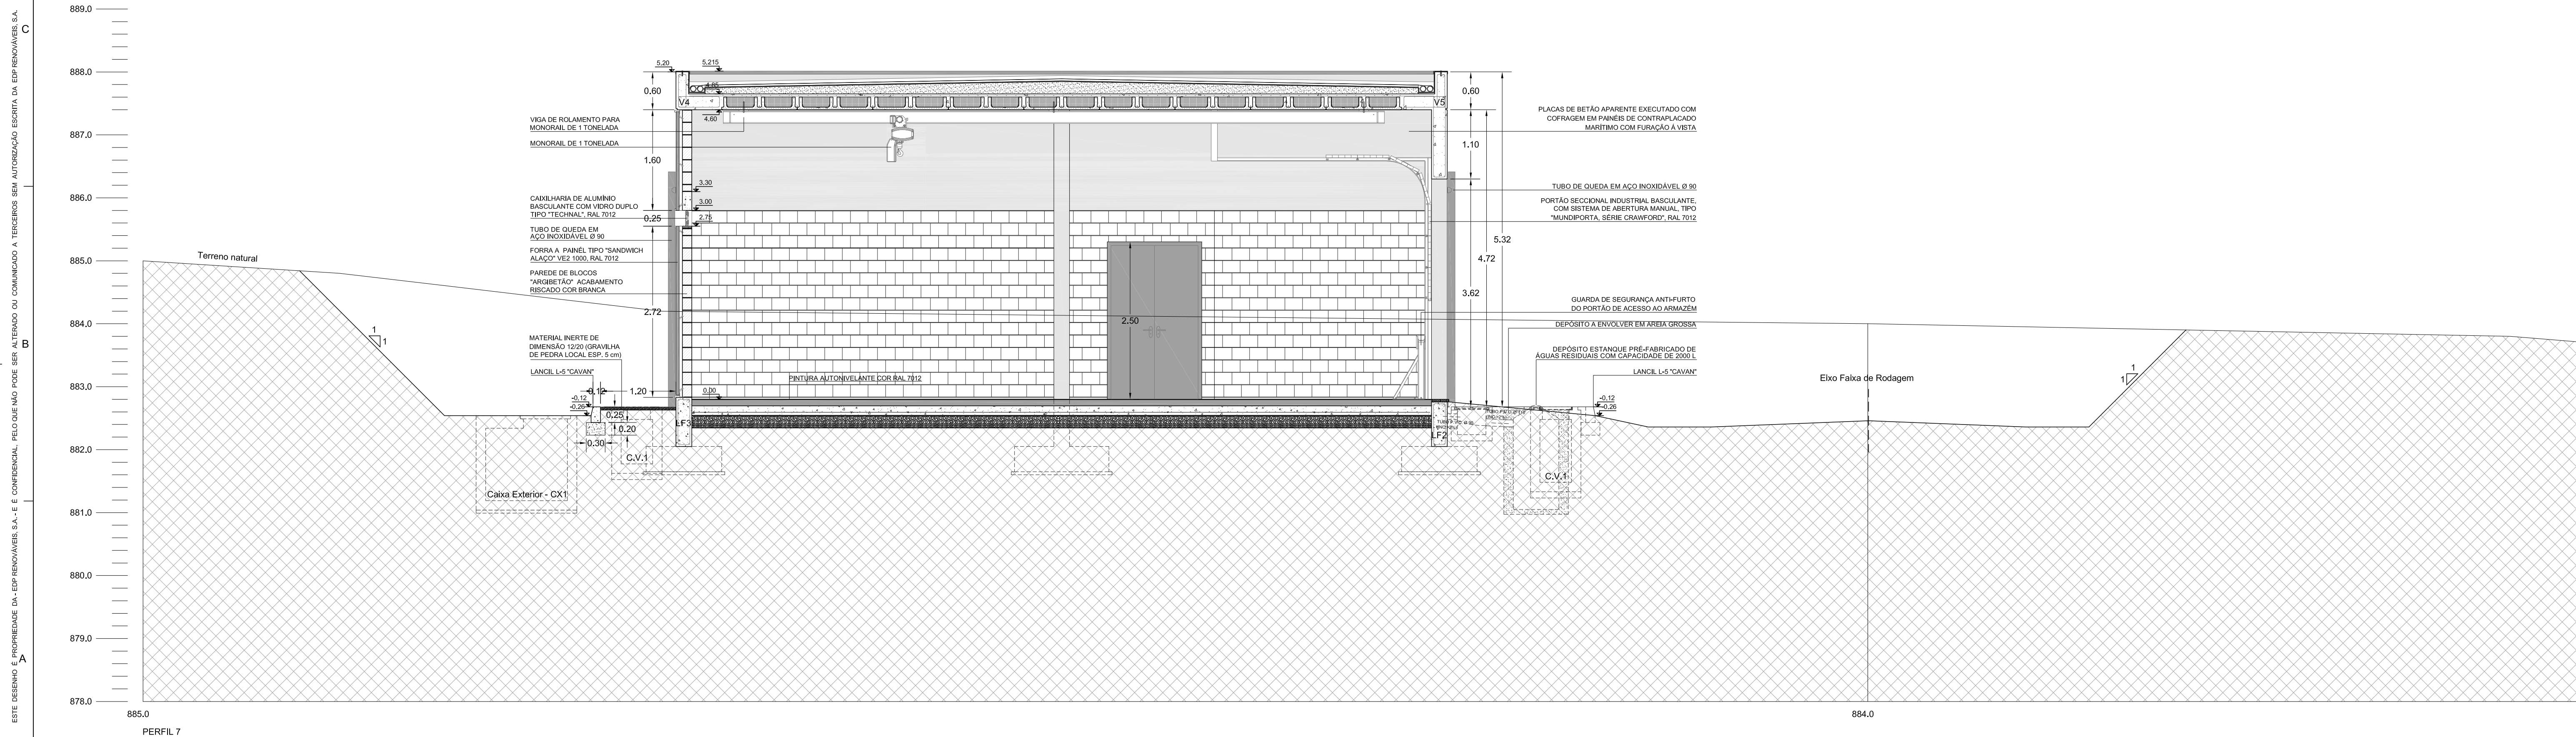 ESTE DESENHO É PROPRIEDADE DA - EDP RENOVÁVEIS, S.A. - E É CONFIDENCIAL, PELO QUE NÃO PODE SER ALTERADO OU COMUNICADO A TERCEIROS SEM AUTORIZAÇÃO ESCRITA DA EDP RENOVÁVEIS, S.A.
C
B
A
889.0
888.0
887.0
886.0
885.0
884.0
883.0
882.0
881.0
880.0
879.0
878.0
Terreno natural
1
1
VIGA DE ROLAMENTO PARA
MONORAIL DE 1 TONELADA
MONORAIL DE 1 TONELADA
CAIXILHARIA DE ALUMÍNIO
BASCULANTE COM VIDRO DUPLO
TIPO "TECHNAL", RAL 7012
TUBO DE QUEDA EM
AÇO INOXIDÁVEL Ø 90
FORRA A PAINÉL TIPO "SANDWICH
ALAÇO" VE2 1000, RAL 7012
PAREDE DE BLOCOS
"ARGIBETÃO" ACABAMENTO
RISCADO COR BRANCA
MATERIAL INERTE DE
DIMENSÃO 12/20 (GRAVILHA
DE PEDRA LOCAL ESP. 5 cm)
LANCIL L-5 "CAVAN"
5.20
5,215
4.85
0.60
V4
4.60
1.60
3,30
3,00
0.25
2,75
2.72
0,00
0.12
1.20
-0,12
-0,26
0.25
0.20
0.30
LF3
C.V.1
Caixa Exterior - CX1
PINTURA AUTONIVELANTE COR RAL 7012
2.50
V5
0.60
1.10
5.32
4.72
3.62
LF2
C.V.1
PLACAS DE BETÃO APARENTE EXECUTADO COM
COFRAGEM EM PAINÉIS DE CONTRAPLACADO
MARÍTIMO COM FURAÇÃO À VISTA
TUBO DE QUEDA EM AÇO INOXIDÁVEL Ø 90
PORTÃO SECCIONAL INDUSTRIAL BASCULANTE,
COM SISTEMA DE ABERTURA MANUAL, TIPO
"MUNDIPORTA, SÉRIE CRAWFORD", RAL 7012
GUARDA DE SEGURANÇA ANTI-FURTO
DO PORTÃO DE ACESSO AO ARMAZÉM
DEPÓSITO A ENVOLVER EM AREIA GROSSA
DEPÓSITO ESTANQUE PRÉ-FABRICADO DE
ÁGUAS RESIDUAIS COM CAPACIDADE DE 2000 L
LANCIL L-5 "CAVAN"
-0,12
-0,26
Eixo Faixa de Rodagem
1
1
885.0
884.0
PERFIL 7